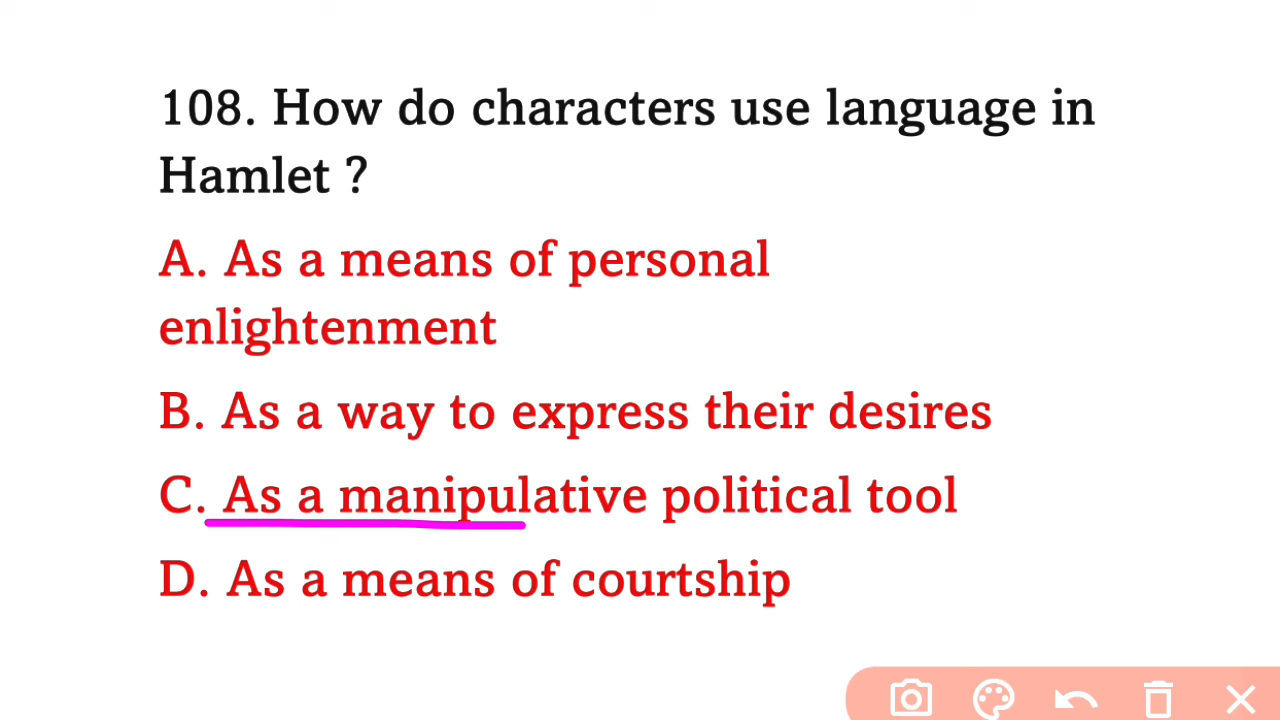 108. How do characters use language in
Hamlet ?
A. As a means of personal
enlightenment
B. As a way to express their desires
C. As a manipulative political tool
D. As a means of courtship